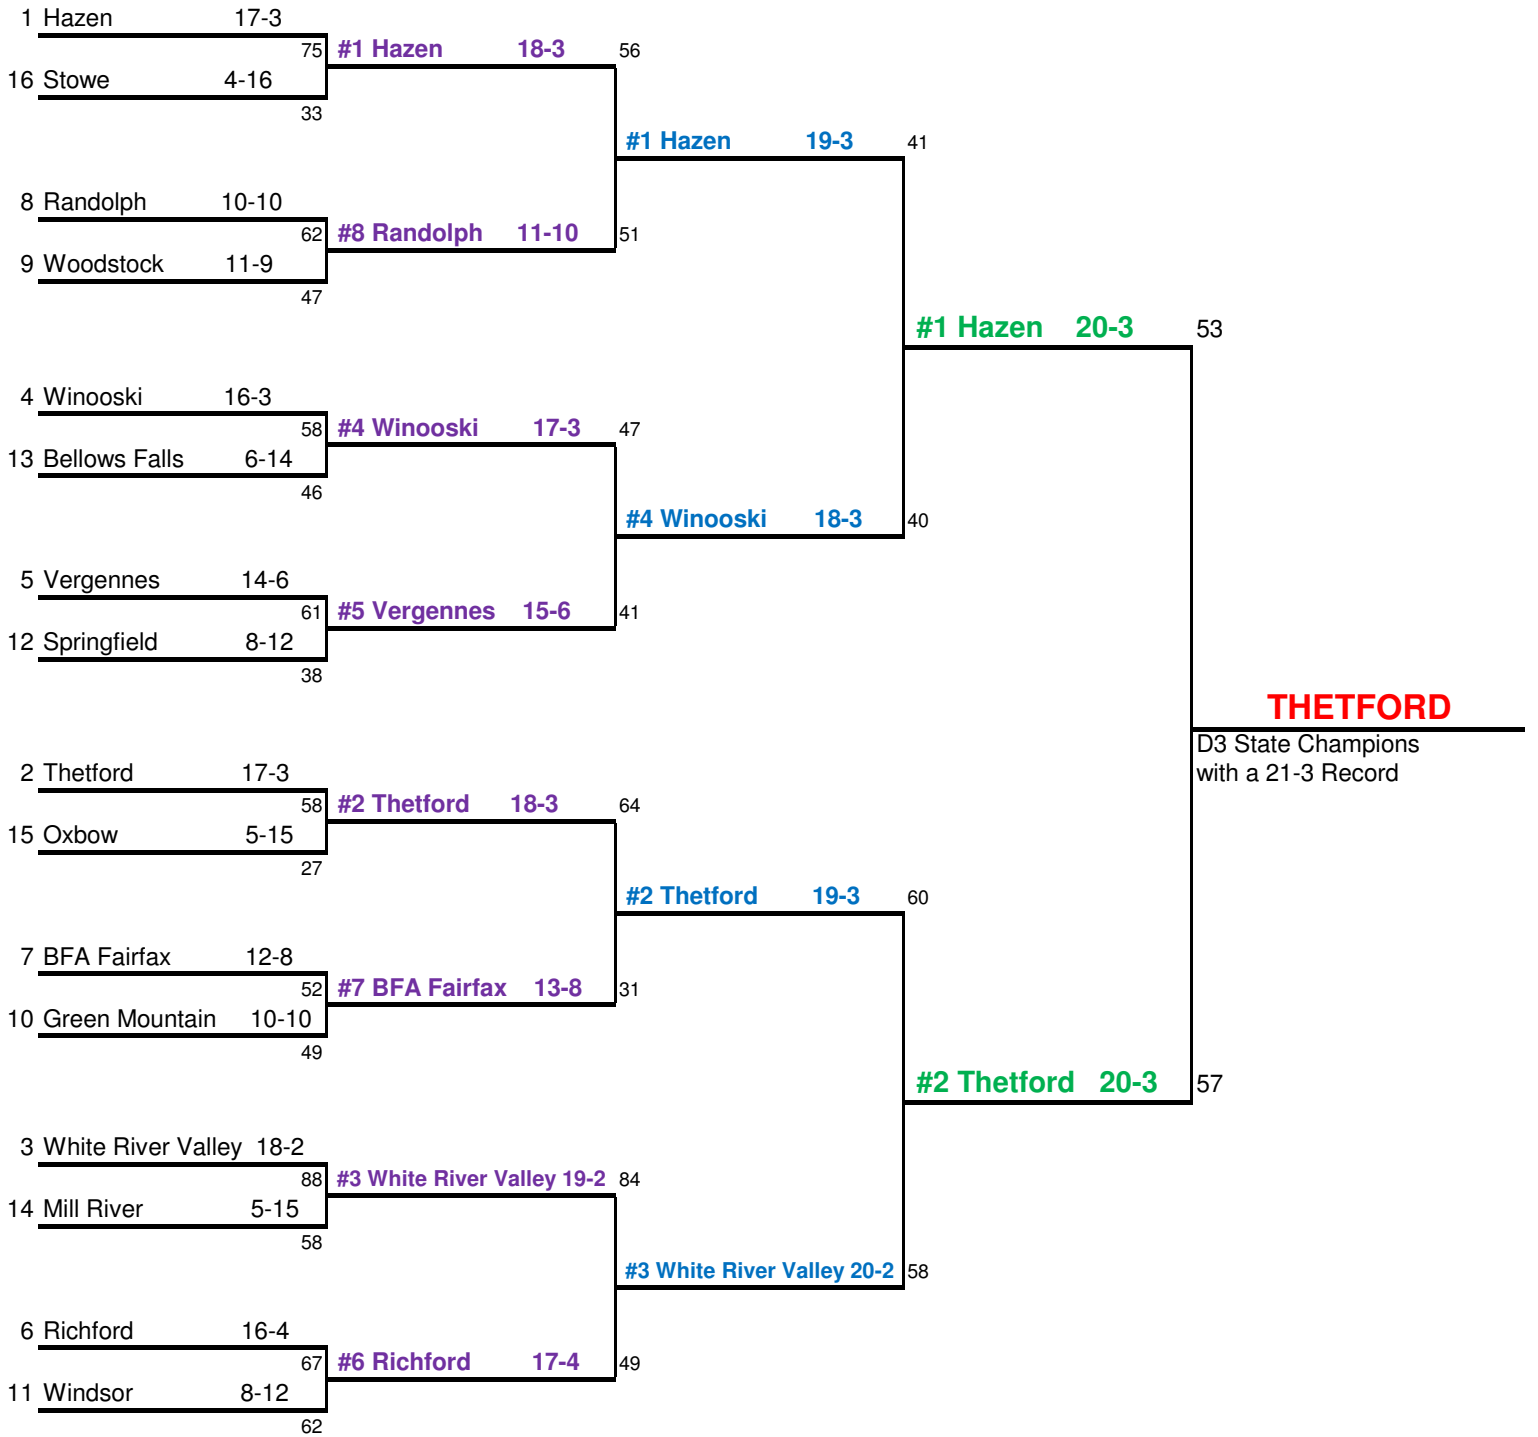 1 Hazen 17-3
75 #1 Hazen 18-3 56
16 Stowe 4-16
33
#1 Hazen 19-3 41
8 Randolph 10-10
62 #8 Randolph 11-10 51
9 Woodstock 11-9
47
#1 Hazen 20-3 53
4 Winooski 16-3
58 #4 Winooski 17-3 47
13 Bellows Falls 6-14
46
#4 Winooski 18-3 40
5 Vergennes 14-6
61 #5 Vergennes 15-6 41
12 Springfield 8-12
38
THETFORD
D3 State Champions
with a 21-3 Record
2 Thetford 17-3
58 #2 Thetford 18-3 64
15 Oxbow 5-15
27
#2 Thetford 19-3 60
7 BFA Fairfax 12-8
52 #7 BFA Fairfax 13-8 31
10 Green Mountain 10-10
49
#2 Thetford 20-3 57
3 White River Valley 18-2
88 #3 White River Valley 19-2 84
14 Mill River 5-15
58
#3 White River Valley 20-2 58
6 Richford 16-4
67 #6 Richford 17-4 49
11 Windsor 8-12
62